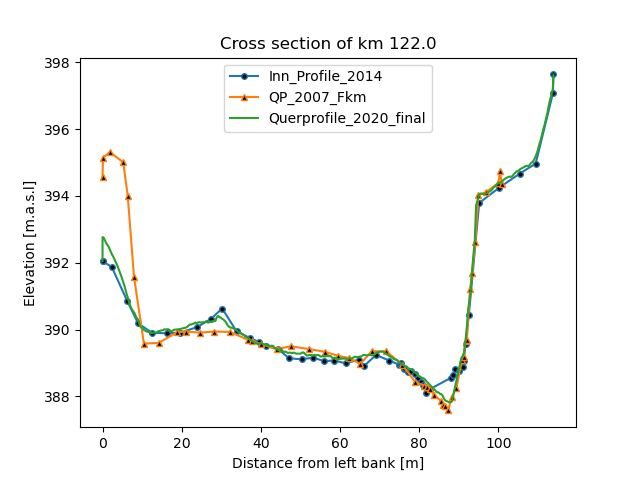 Cross section of km 122.0
Inn_Profile_2014
QP_2007_Fkm
Querprofile_2020_final
Elevation [m.a.s.l]
398
396
394
392
390
388
0 20 40 60 80 100
Distance from left bank [m]